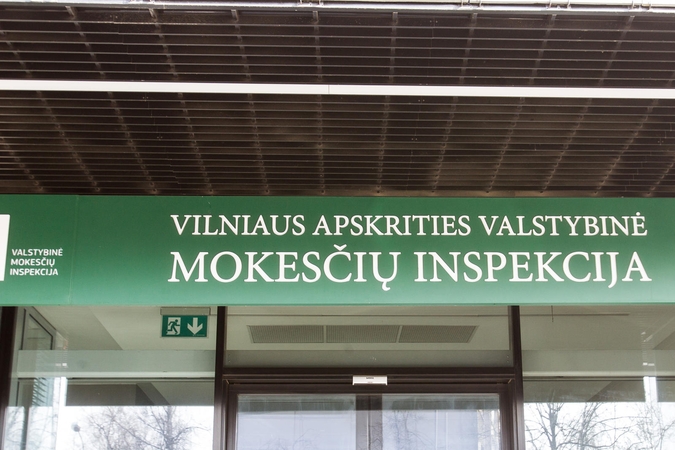 VILNIAUS APSKRITIES VALSTYBINĖ
MOKESČIŲ INSPEKCIJA
VALSTYBINĖ
MOKESČIŲ
INSPEKCIJA